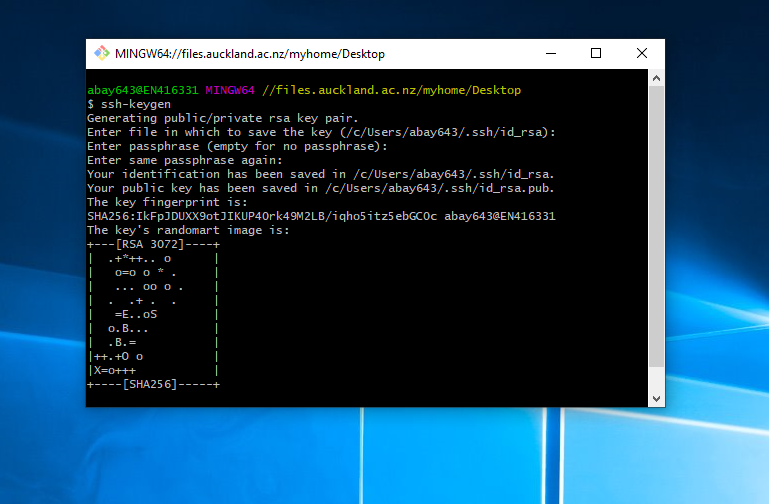 MINGW64://files.auckland.ac.nz/myhome/Desktop
abay643@EN416331 MINGW64 //files.auckland.ac.nz/myhome/Desktop
$ ssh-keygen
Generating public/private rsa key pair.
Enter file in which to save the key (/c/Users/abay643/.ssh/id_rsa):
Enter passphrase (empty for no passphrase):
Enter same passphrase again:
Your identification has been saved in /c/Users/abay643/.ssh/id_rsa.
Your public key has been saved in /c/Users/abay643/.ssh/id_rsa.pub.
The key fingerprint is:
SHA256:IkFpJDUXX9otJIKUP4Ork49M2LB/iqho5itz5ebGCOc abay643@EN416331
The key's randomart image is:
+---[RSA 3072]----+
|  .+*++.. o      |
|   o=o o * .     |
|   ... oo o .    |
|  .  .+ .  .     |
|   =E..oS        |
|  o.B...         |
|  .B.=           |
|++.+O o          |
|X=o+++           |
+----[SHA256]-----+